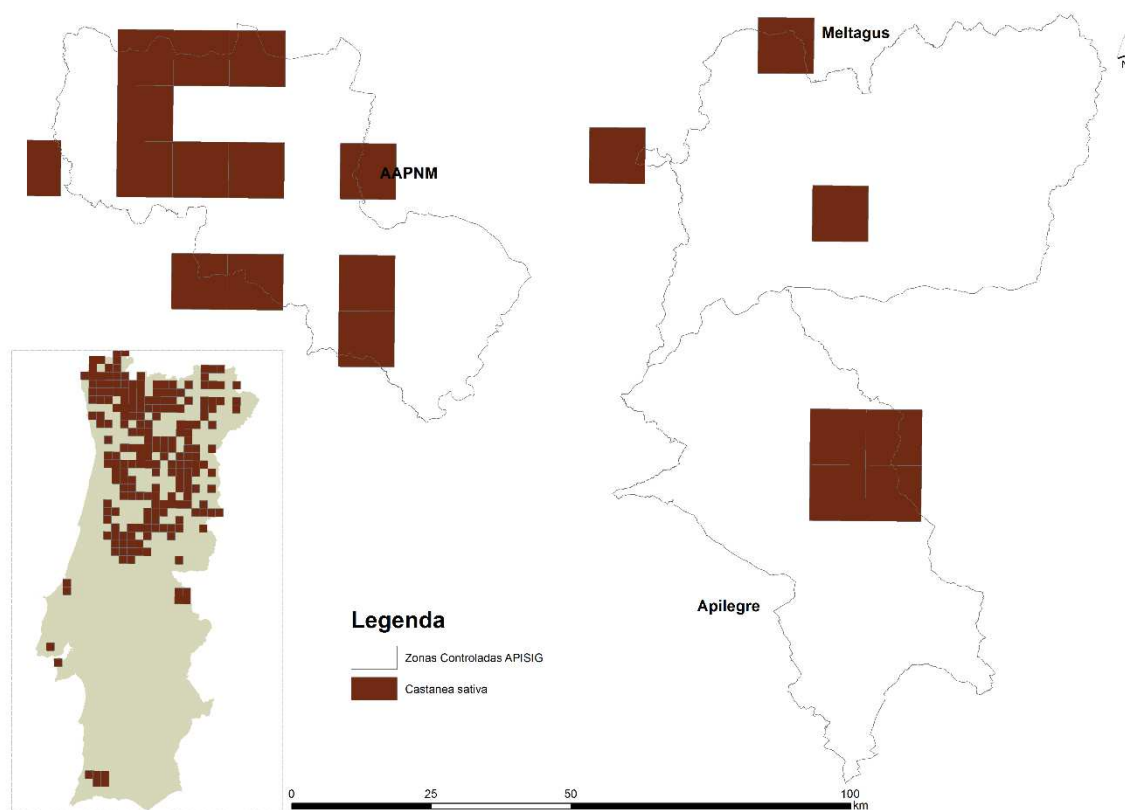 Meltagus
N
AAPNM
Apilegre
Legenda
Zonas Controladas APISIG
Castanea sativa
0 25 50 100
km